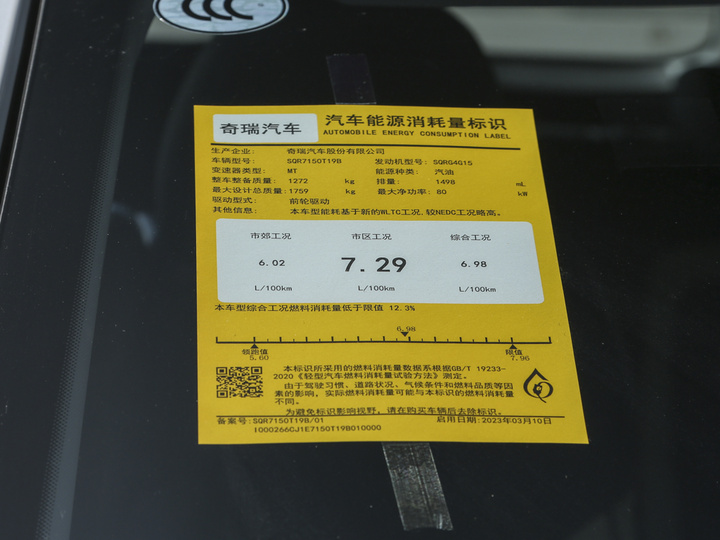 CCC
奇瑞汽车
汽车能源消耗量标识
AUTOMOBILE ENERGY CONSUMPTION LABEL
生产企业: 奇瑞汽车股份有限公司
车辆型号: SQR7150T19B 发动机型号: SQRG4G15
变速器类型: MT 能源种类: 汽油
整车整备质量: 1272 kg 排量: 1498 mL
最大设计总质量: 1759 kg 最大净功率: 80 kW
驱动型式: 前轮驱动
其他信息: 本车型能耗基于新的WLTC工况,较NEDC工况略高。
市郊工况 市区工况 综合工况
6.02 7.29 6.98
L/100km L/100km L/100km
本车型综合工况燃料消耗量低于限值 12.3%
6.98
领跑值 限值
5.60 7.96
本标识所采用的燃料消耗量数据系根据GB/T 19233-
2020《轻型汽车燃料消耗量试验方法》测定。
由于驾驶习惯、道路状况、气候条件和燃料品质等因
素的影响，实际燃料消耗量可能与本标识的燃料消耗量
不同。
为避免标识影响视野，请在购买车辆后去除标识。
备案号: SQR7150T19B/01 启用日期: 2023年03月10日
1000266CJ1E7150T19B010000